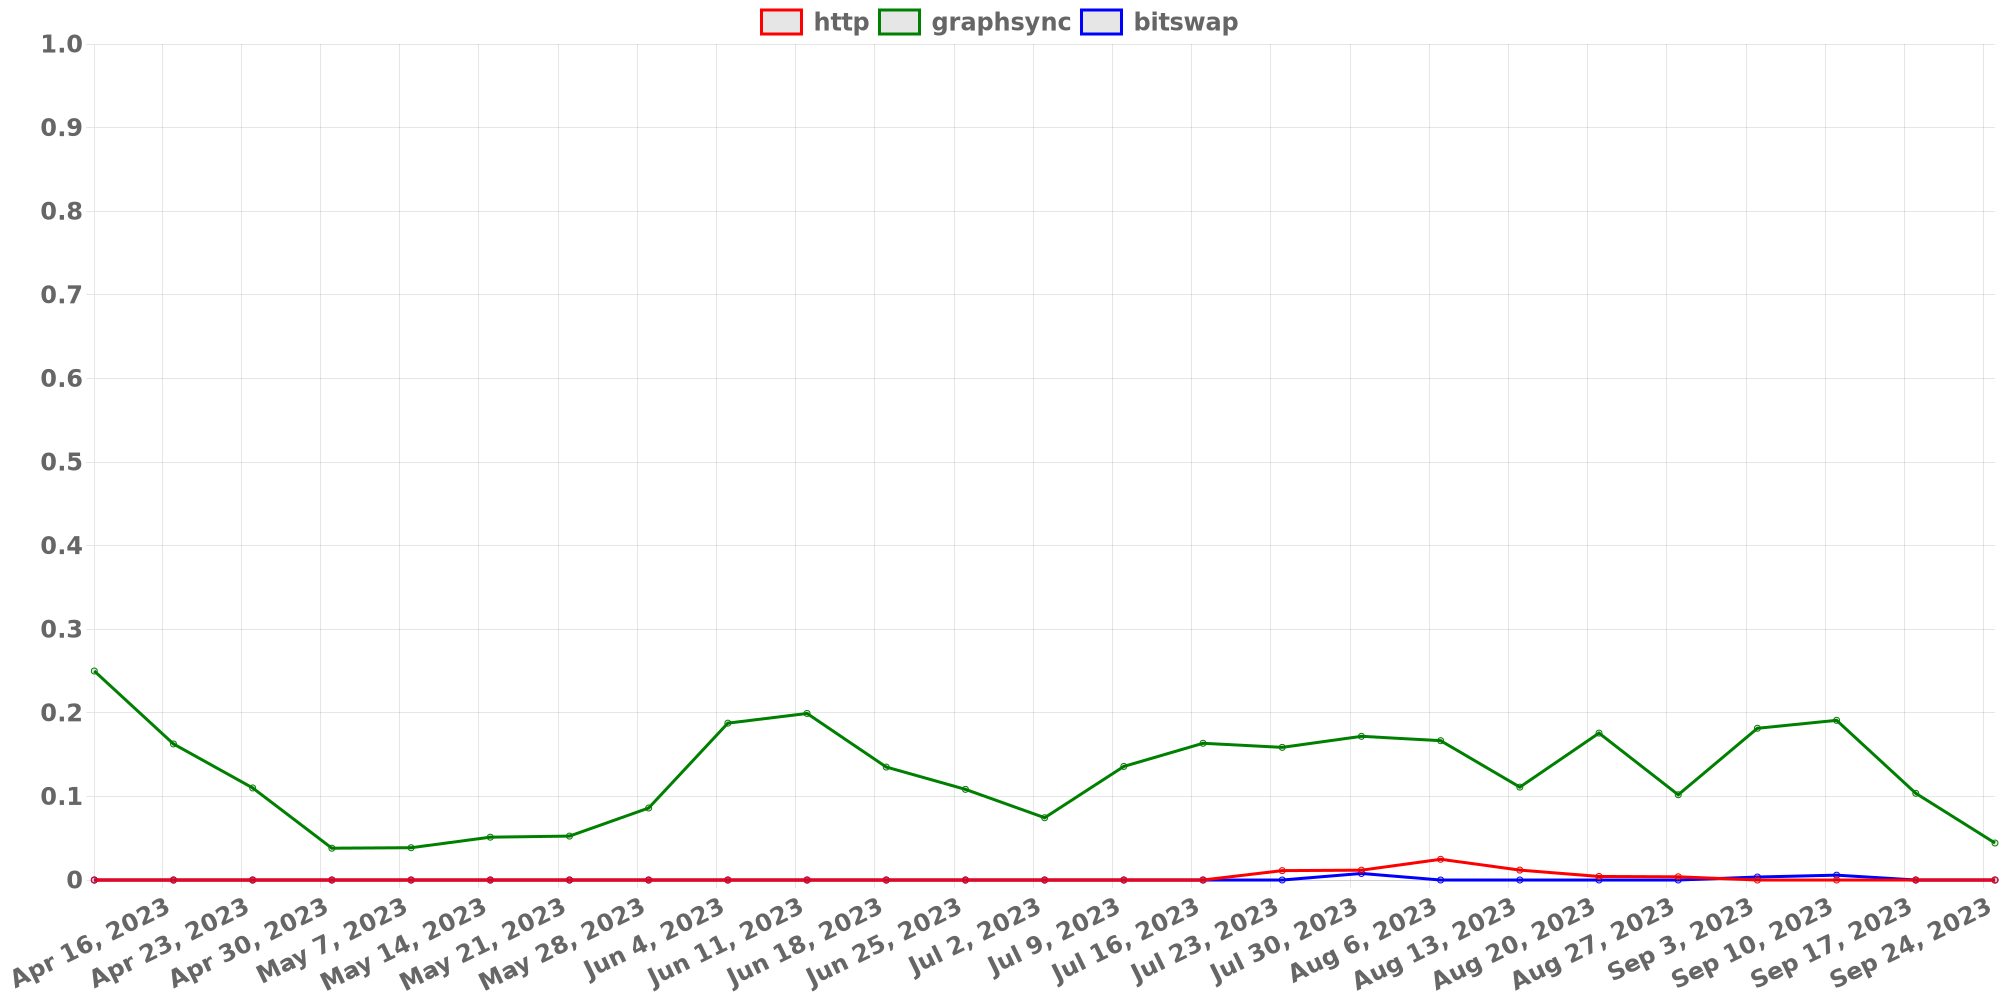 http graphsync bitswap
1.0
0.9
0.8
0.7
0.6
0.5
0.4
0.3
0.2
0.1
0
Apr 16, 2023
Apr 23, 2023
Apr 30, 2023
May 7, 2023
May 14, 2023
May 21, 2023
May 28, 2023
Jun 4, 2023
Jun 11, 2023
Jun 18, 2023
Jun 25, 2023
Jul 2, 2023
Jul 9, 2023
Jul 16, 2023
Jul 23, 2023
Jul 30, 2023
Aug 6, 2023
Aug 13, 2023
Aug 20, 2023
Aug 27, 2023
Sep 3, 2023
Sep 10, 2023
Sep 17, 2023
Sep 24, 2023